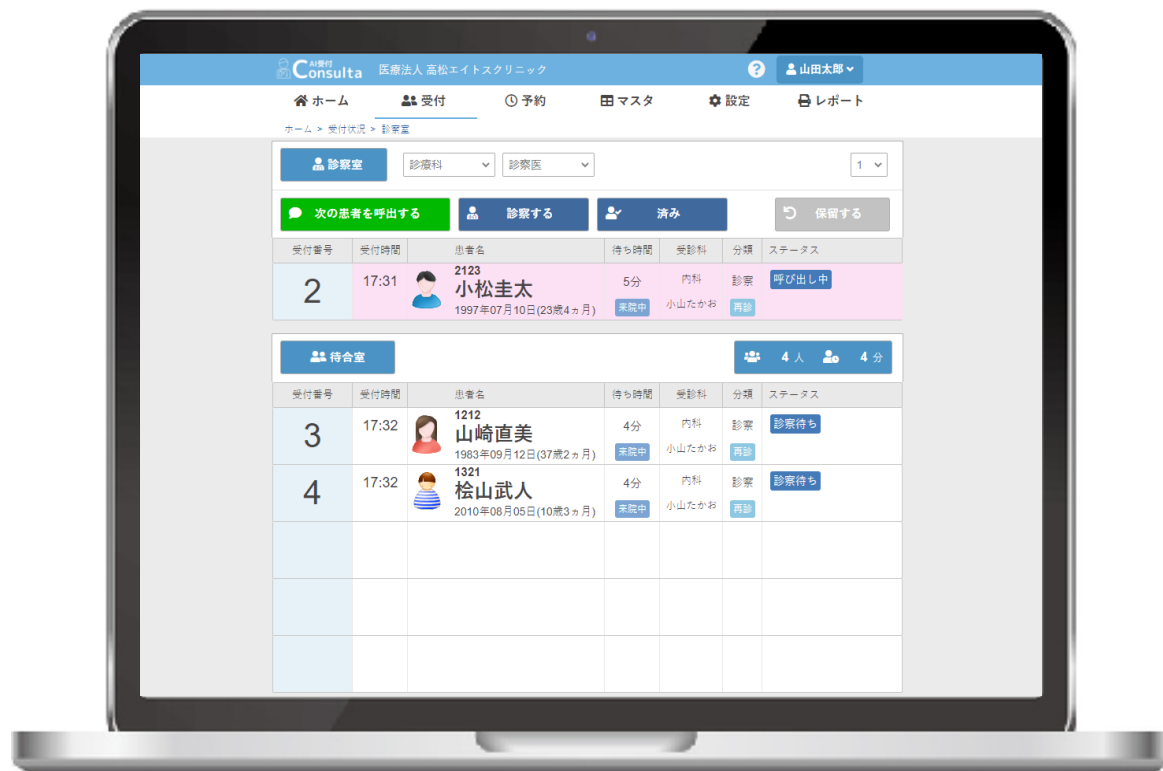 AI受付
Consulta 医療法人 高松エイトスクリニック ? 山田太郎
ホーム 受付 予約 マスタ 設定 レポート
ホーム > 受付状況 > 診察室
診察室 診療科 診察医 1
次の患者を呼出する 診察する 済み 保留する
受付番号 受付時間 患者名 待ち時間 受診科 分類 ステータス
2123
2 17:31 小松圭太 5分 内科 診察 呼び出し中
1997年07月10日(23歳4ヵ月) 来院中 小山たかお 再診
待合室 4人 4分
受付番号 受付時間 患者名 待ち時間 受診科 分類 ステータス
1212
3 17:32 山崎直美 4分 内科 診察 診察待ち
1983年09月12日(37歳2ヵ月) 来院中 小山たかお 再診
1321
4 17:32 桧山武人 4分 内科 診察 診察待ち
2010年08月05日(10歳3ヵ月) 来院中 小山たかお 再診